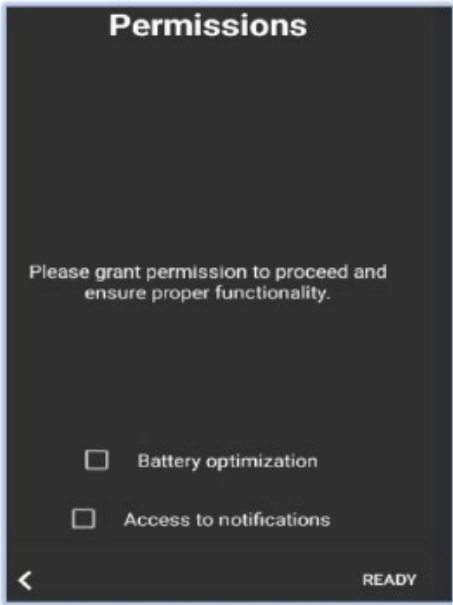 Permissions
Please grant permission to proceed and
ensure proper functionality.
Battery optimization
Access to notifications
READY